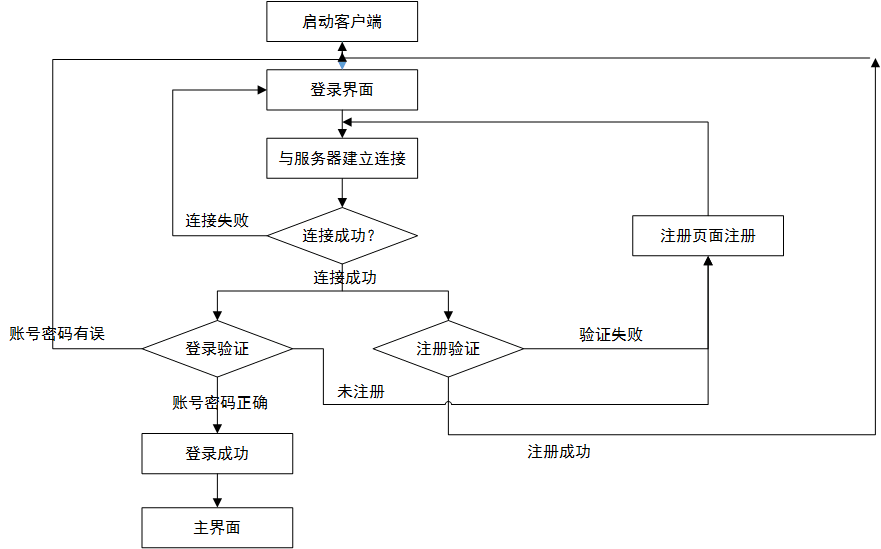 启动客户端
登录界面
与服务器建立连接
连接失败
连接成功？
注册页面注册
连接成功
账号密码有误
登录验证
注册验证
验证失败
未注册
账号密码正确
登录成功
注册成功
主界面